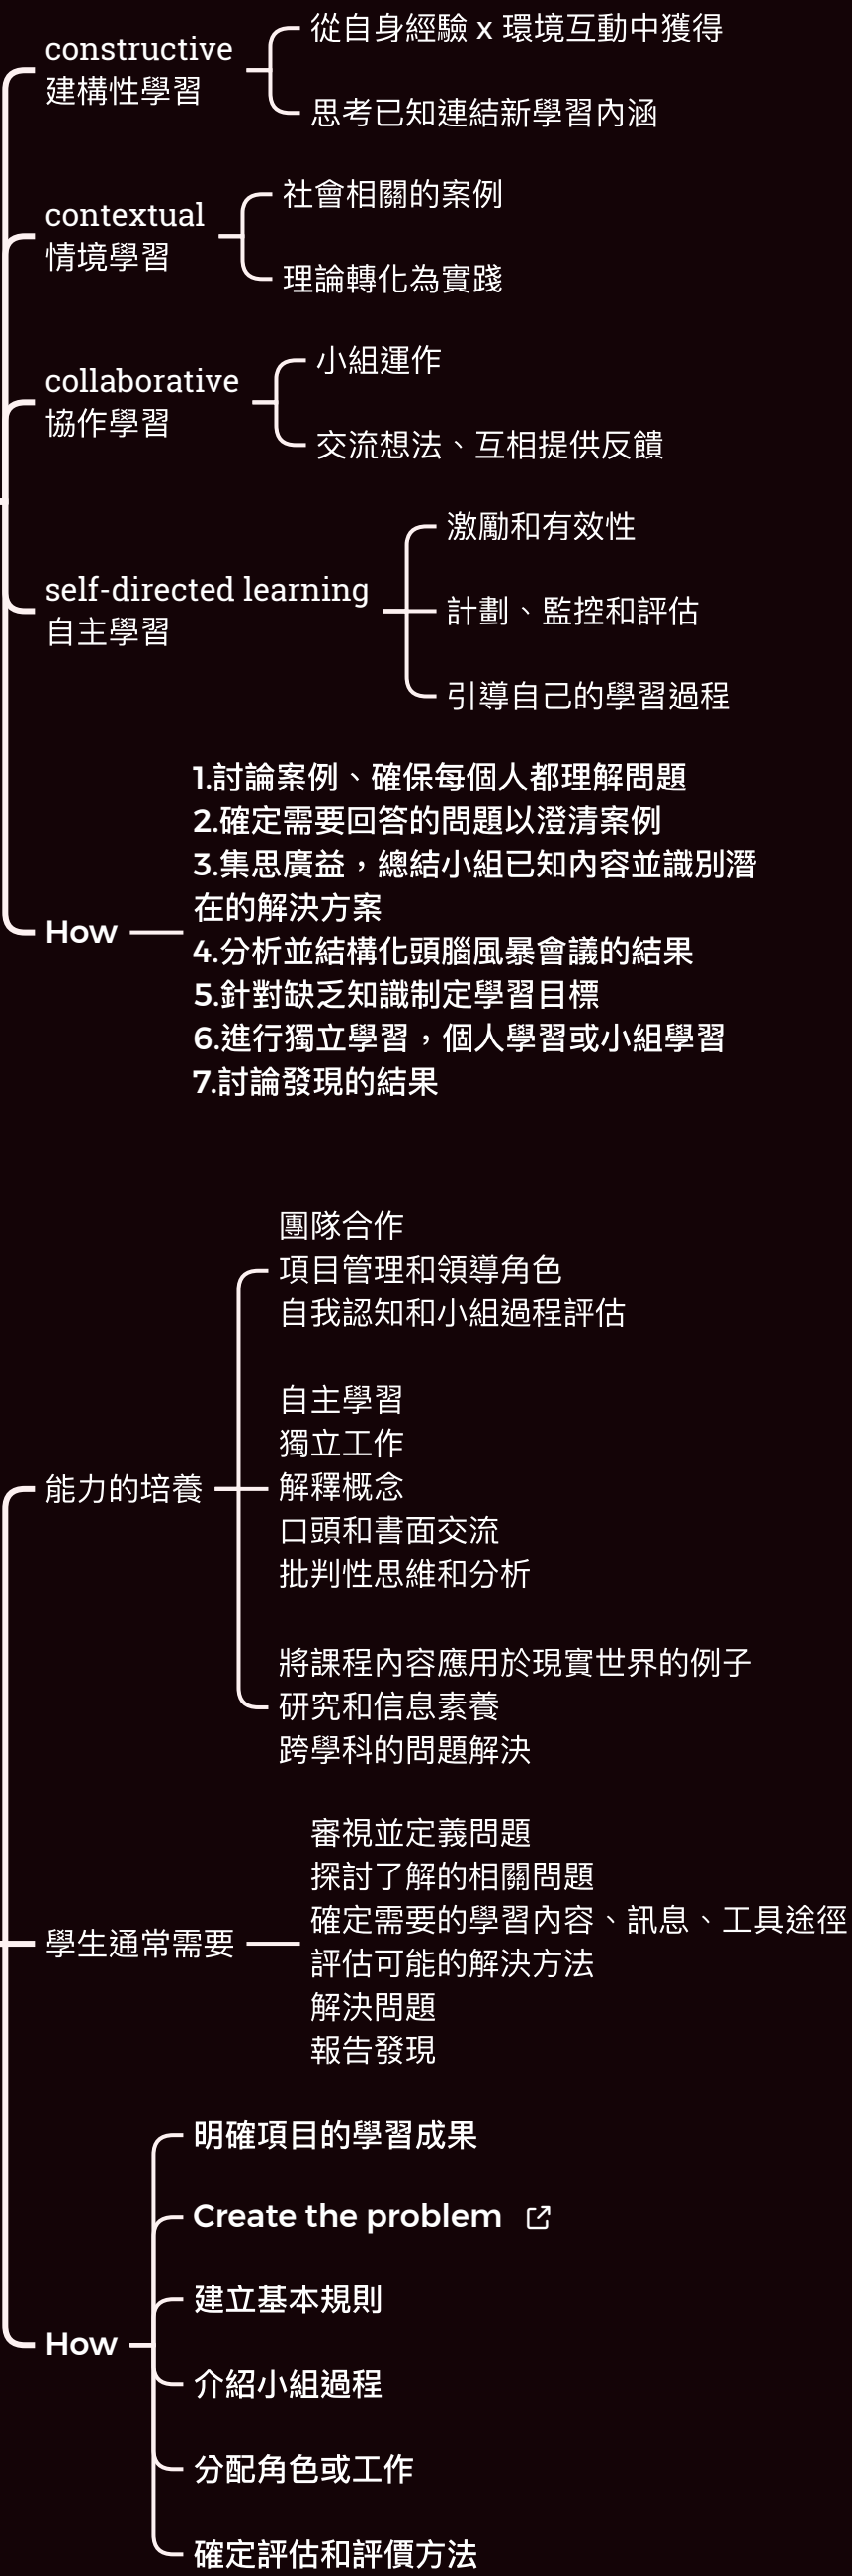 constructive
建構性學習
從自身經驗 x 環境互動中獲得
思考已知連結新學習內涵
contextual
情境學習
社會相關的案例
理論轉化為實踐
collaborative
協作學習
小組運作
交流想法、互相提供反饋
self-directed learning
自主學習
激勵和有效性
計劃、監控和評估
引導自己的學習過程
How
1.討論案例、確保每個人都理解問題
2.確定需要回答的問題以澄清案例
3.集思廣益，總結小組已知內容並識別潛
在的解決方案
4.分析並結構化頭腦風暴會議的結果
5.針對缺乏知識制定學習目標
6.進行獨立學習，個人學習或小組學習
7.討論發現的結果
能力的培養
團隊合作
項目管理和領導角色
自我認知和小組過程評估
自主學習
獨立工作
解釋概念
口頭和書面交流
批判性思維和分析
將課程內容應用於現實世界的例子
研究和信息素養
跨學科的問題解決
學生通常需要
審視並定義問題
探討了解的相關問題
確定需要的學習內容、訊息、工具途徑
評估可能的解決方法
解決問題
報告發現
How
明確項目的學習成果
Create the problem
建立基本規則
介紹小組過程
分配角色或工作
確定評估和評價方法